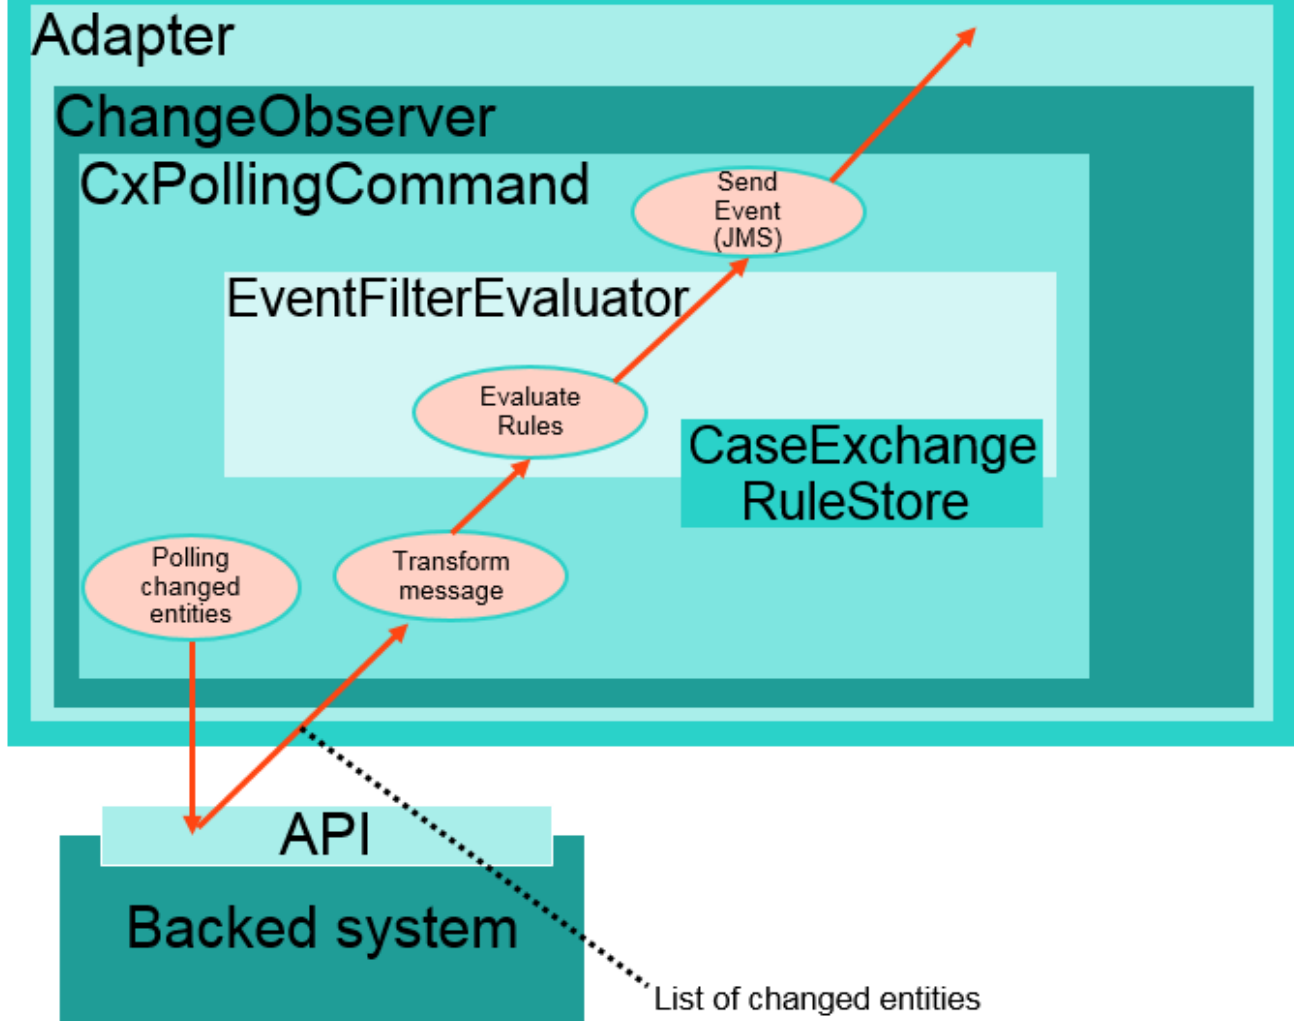 Adapter
ChangeObserver
CxPollingCommand
Send
Event
(JMS)
EventFilterEvaluator
Evaluate
Rules
CaseExchange
RuleStore
Polling
changed
entities
Transform
message
API
Backed system
List of changed entities